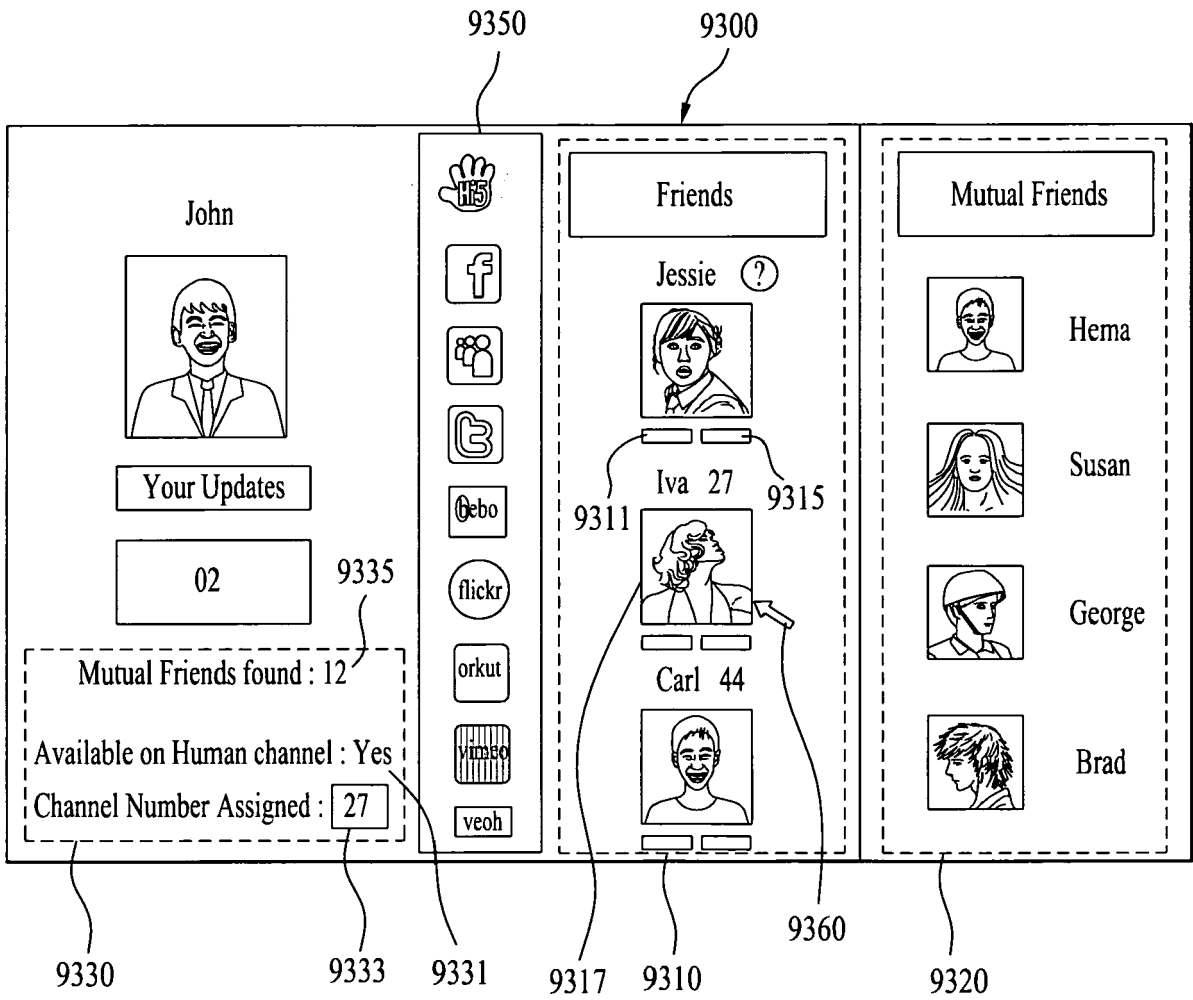 9350
9300
John
Hi5
f
t
Friends
Mutual Friends
Jessie ?
Hema
Your Updates
9311
9315
Iva 27
Susan
bebo
02
9335
flickr
George
Mutual Friends found : 12
orkut
Carl 44
Available on Human channel : Yes
vimeo
Brad
Channel Number Assigned : 27
veoh
9330
9333
9331
9317
9310
9360
9320